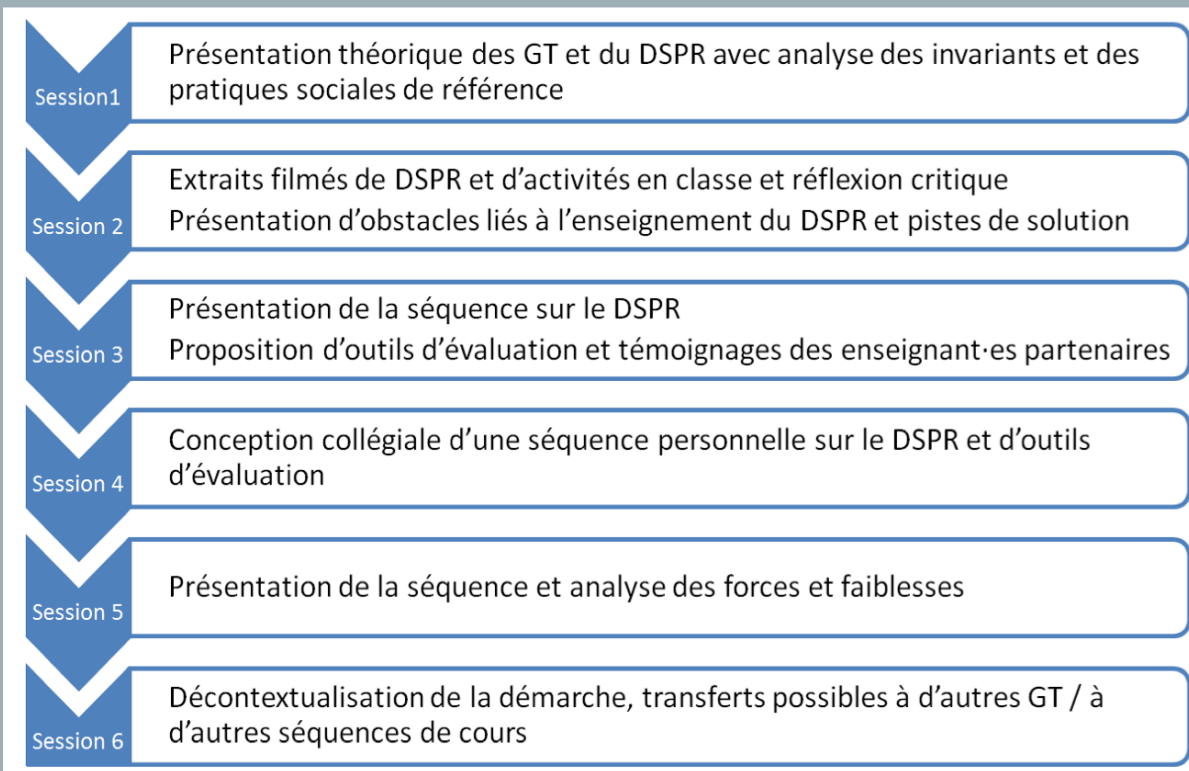 Session1
Présentation théorique des GT et du DSPR avec analyse des invariants et des
pratiques sociales de référence
Session 2
Extraits filmés de DSPR et d’activités en classe et réflexion critique
Présentation d’obstacles liés à l’enseignement du DSPR et pistes de solution
Session 3
Présentation de la séquence sur le DSPR
Proposition d’outils d’évaluation et témoignages des enseignant·es partenaires
Session 4
Conception collégiale d’une séquence personnelle sur le DSPR et d’outils
d’évaluation
Session 5
Présentation de la séquence et analyse des forces et faiblesses
Session 6
Décontextualisation de la démarche, transferts possibles à d’autres GT / à
d’autres séquences de cours